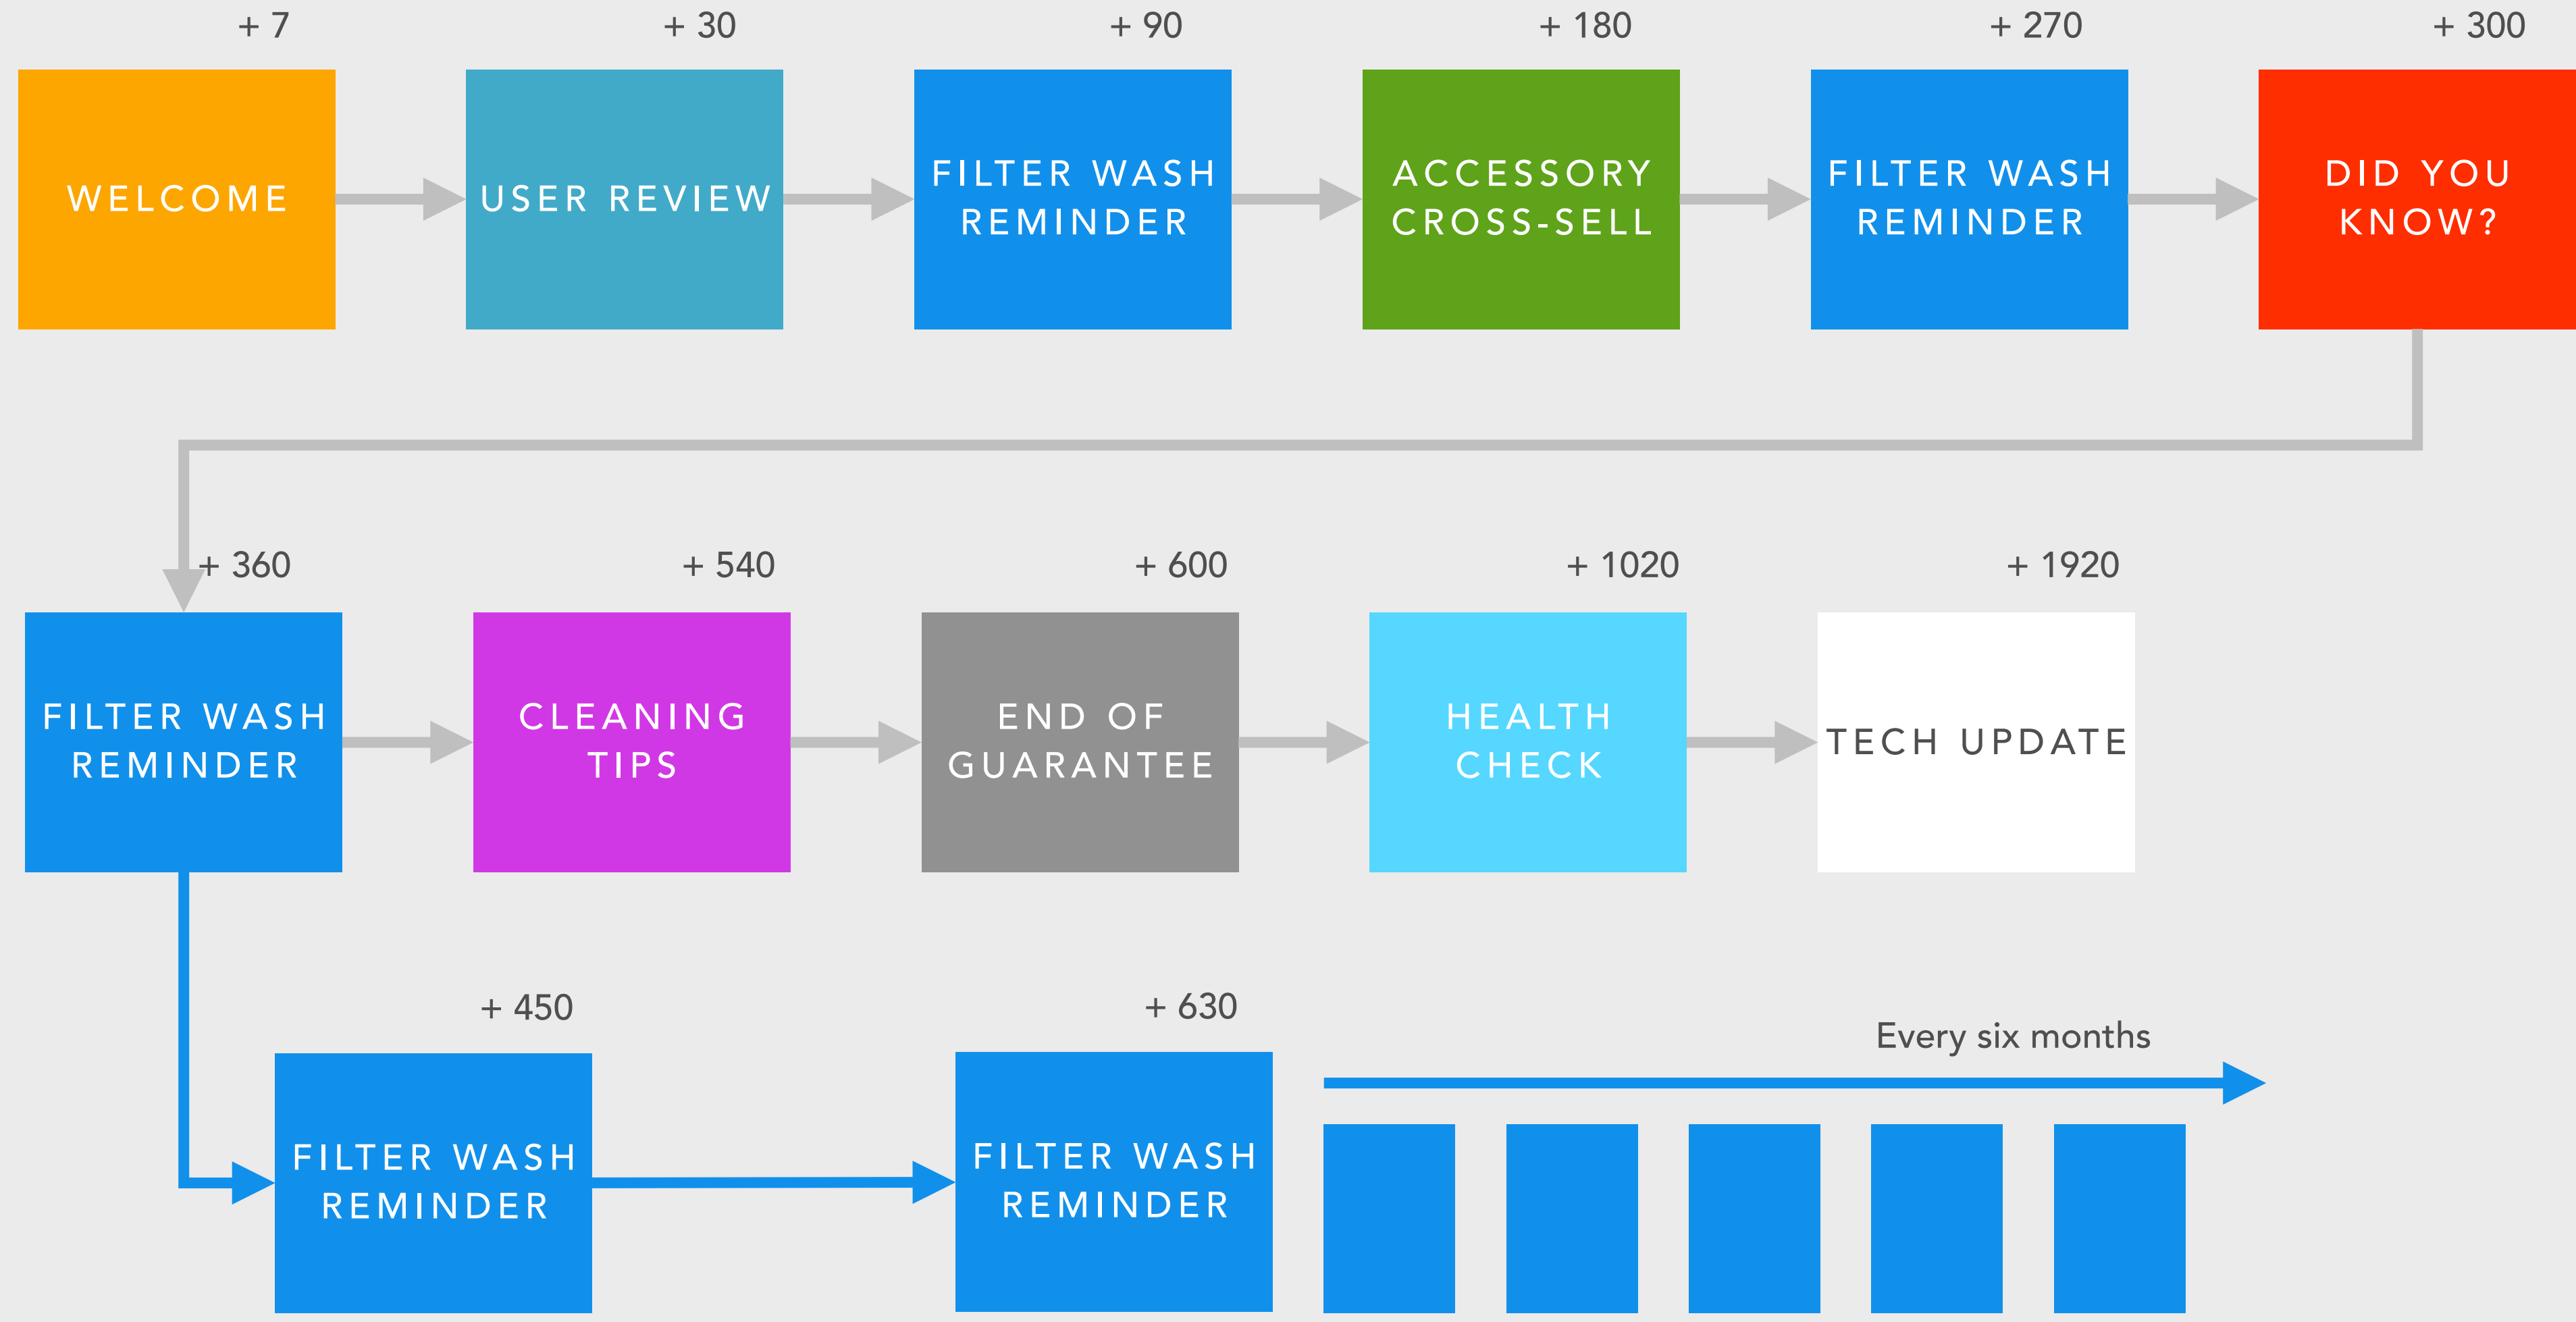 + 7
+ 30
+ 90
+ 180
+ 270
+ 300
WELCOME
USER REVIEW
FILTER WASH
REMINDER
ACCESSORY
CROSS-SELL
FILTER WASH
REMINDER
DID YOU
KNOW?
+ 360
+ 540
+ 600
+ 1020
+ 1920
FILTER WASH
REMINDER
CLEANING
TIPS
END OF
GUARANTEE
HEALTH
CHECK
TECH UPDATE
+ 450
+ 630
Every six months
FILTER WASH
REMINDER
FILTER WASH
REMINDER